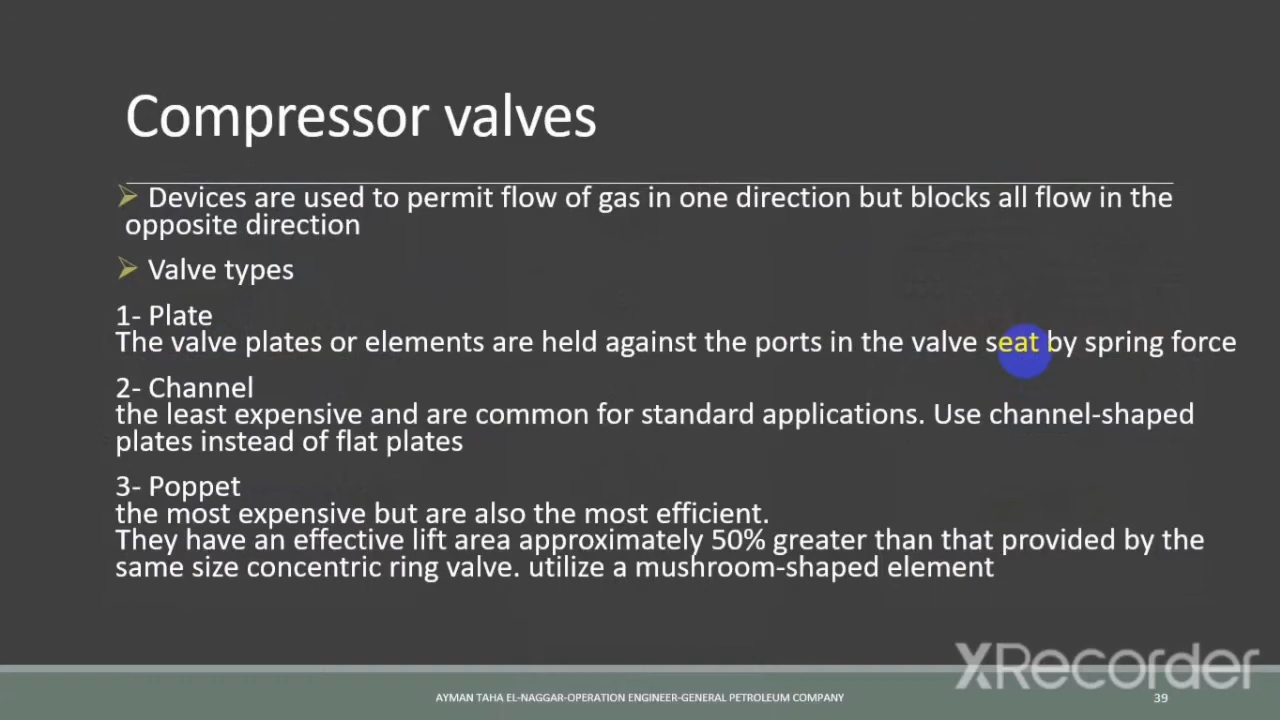 Compressor valves
Devices are used to permit flow of gas in one direction but blocks all flow in the
opposite direction
Valve types
1- Plate
The valve plates or elements are held against the ports in the valve seat by spring force
2- Channel
the least expensive and are common for standard applications. Use channel-shaped
plates instead of flat plates
3- Poppet
the most expensive but are also the most efficient.
They have an effective lift area approximately 50% greater than that provided by the
same size concentric ring valve. utilize a mushroom-shaped element
XRecorder
AYMAN TAHA EL-NAGGAR-OPERATION ENGINEER-GENERAL PETROLEUM COMPANY
39